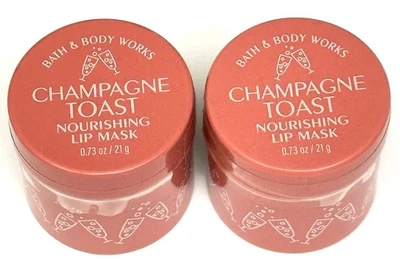 BATH & BODY WORKS
CHAMPAGNE
TOAST
NOURISHING
LIP MASK
0.73 oz / 21 g
BATH & BODY WORKS
CHAMPAGNE
TOAST
NOURISHING
LIP MASK
0.73 oz / 21 g